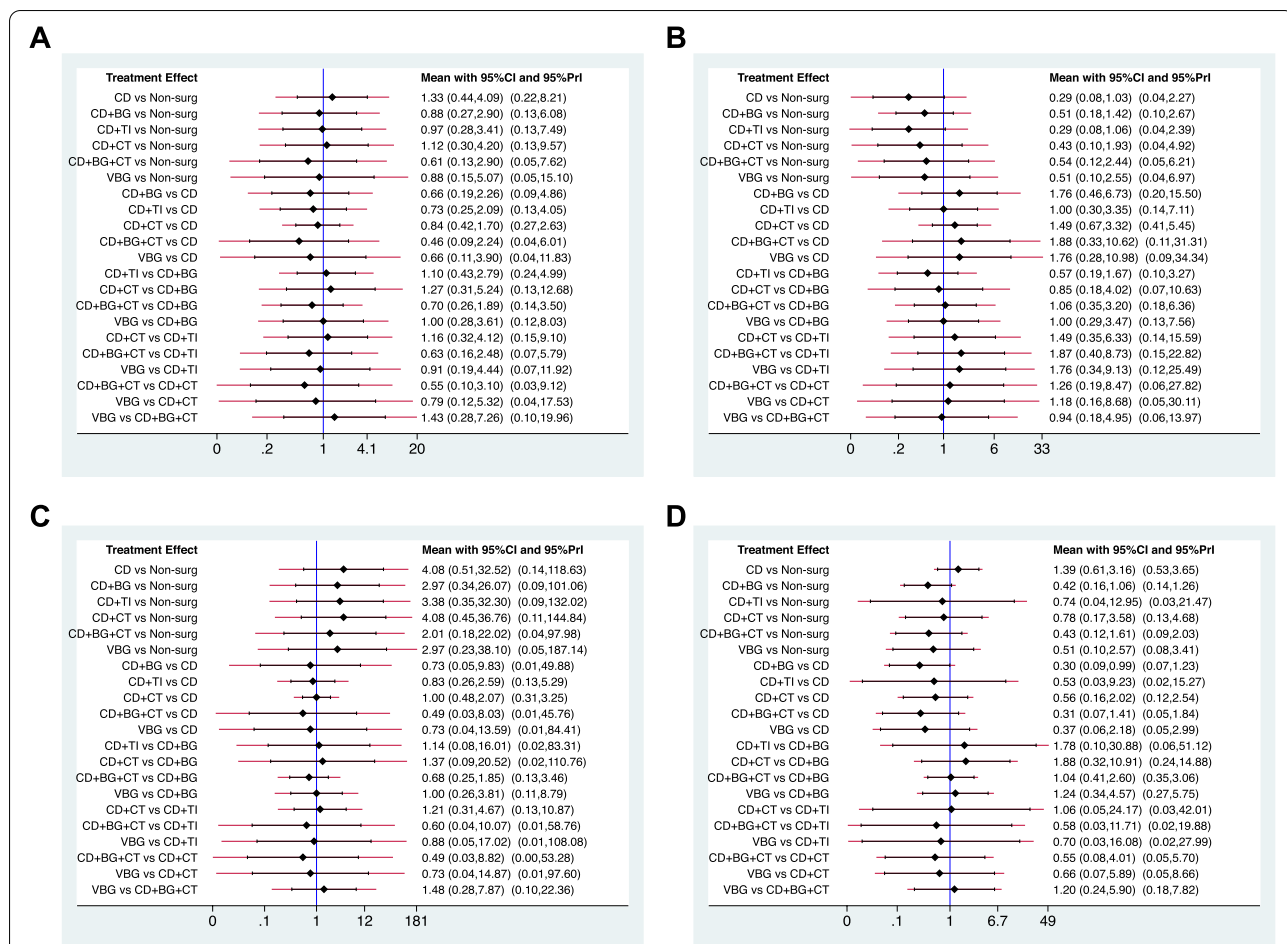 A
Treatment Effect Mean with 95%CI and 95%PrI
CD vs Non-surg 1.33 (0.44,4.09) (0.22,8.21)
CD+BG vs Non-surg 0.88 (0.27,2.90) (0.13,6.08)
CD+TI vs Non-surg 0.97 (0.28,3.41) (0.13,7.49)
CD+CT vs Non-surg 1.12 (0.30,4.20) (0.13,9.57)
CD+BG+CT vs Non-surg 0.61 (0.13,2.90) (0.05,7.62)
VBG vs Non-surg 0.88 (0.15,5.07) (0.05,15.10)
CD+BG vs CD 0.66 (0.19,2.26) (0.09,4.86)
CD+TI vs CD 0.73 (0.25,2.09) (0.13,4.05)
CD+CT vs CD 0.84 (0.42,1.70) (0.27,2.63)
CD+BG+CT vs CD 0.46 (0.09,2.24) (0.04,6.01)
VBG vs CD 0.66 (0.11,3.90) (0.04,11.83)
CD+TI vs CD+BG 1.10 (0.43,2.79) (0.24,4.99)
CD+CT vs CD+BG 1.27 (0.31,5.24) (0.13,12.68)
CD+BG+CT vs CD+BG 0.70 (0.26,1.89) (0.14,3.50)
VBG vs CD+BG 1.00 (0.28,3.61) (0.12,8.03)
CD+CT vs CD+TI 1.16 (0.32,4.12) (0.15,9.10)
CD+BG+CT vs CD+TI 0.63 (0.16,2.48) (0.07,5.79)
VBG vs CD+TI 0.91 (0.19,4.44) (0.07,11.92)
CD+BG+CT vs CD+CT 0.55 (0.10,3.10) (0.03,9.12)
VBG vs CD+CT 0.79 (0.12,5.32) (0.04,17.53)
VBG vs CD+BG+CT 1.43 (0.28,7.26) (0.10,19.96)
0 .2 1 4.1 20
B
Treatment Effect Mean with 95%CI and 95%PrI
CD vs Non-surg 0.29 (0.08,1.03) (0.04,2.27)
CD+BG vs Non-surg 0.51 (0.18,1.42) (0.10,2.67)
CD+TI vs Non-surg 0.29 (0.08,1.06) (0.04,2.39)
CD+CT vs Non-surg 0.43 (0.10,1.93) (0.04,4.92)
CD+BG+CT vs Non-surg 0.54 (0.12,2.44) (0.05,6.21)
VBG vs Non-surg 0.51 (0.10,2.55) (0.04,6.97)
CD+BG vs CD 1.76 (0.46,6.73) (0.20,15.50)
CD+TI vs CD 1.00 (0.30,3.35) (0.14,7.11)
CD+CT vs CD 1.49 (0.67,3.32) (0.41,5.45)
CD+BG+CT vs CD 1.88 (0.33,10.62) (0.11,31.31)
VBG vs CD 1.76 (0.28,10.98) (0.09,34.34)
CD+TI vs CD+BG 0.57 (0.19,1.67) (0.10,3.27)
CD+CT vs CD+BG 0.85 (0.18,4.02) (0.07,10.63)
CD+BG+CT vs CD+BG 1.06 (0.35,3.20) (0.18,6.36)
VBG vs CD+BG 1.00 (0.29,3.47) (0.13,7.56)
CD+CT vs CD+TI 1.49 (0.35,6.33) (0.14,15.59)
CD+BG+CT vs CD+TI 1.87 (0.40,8.73) (0.15,22.82)
VBG vs CD+TI 1.76 (0.34,9.13) (0.12,25.49)
CD+BG+CT vs CD+CT 1.26 (0.19,8.47) (0.06,27.82)
VBG vs CD+CT 1.18 (0.16,8.68) (0.05,30.11)
VBG vs CD+BG+CT 0.94 (0.18,4.95) (0.06,13.97)
0 .2 1 6 33
C
Treatment Effect Mean with 95%CI and 95%PrI
CD vs Non-surg 4.08 (0.51,32.52) (0.14,118.63)
CD+BG vs Non-surg 2.97 (0.34,26.07) (0.09,101.06)
CD+TI vs Non-surg 3.38 (0.35,32.30) (0.09,132.02)
CD+CT vs Non-surg 4.08 (0.45,36.76) (0.11,144.84)
CD+BG+CT vs Non-surg 2.01 (0.18,22.02) (0.04,97.98)
VBG vs Non-surg 2.97 (0.23,38.10) (0.05,187.14)
CD+BG vs CD 0.73 (0.05,9.83) (0.01,49.88)
CD+TI vs CD 0.83 (0.26,2.59) (0.13,5.29)
CD+CT vs CD 1.00 (0.48,2.07) (0.31,3.25)
CD+BG+CT vs CD 0.49 (0.03,8.03) (0.01,45.76)
VBG vs CD 0.73 (0.04,13.59) (0.01,84.41)
CD+TI vs CD+BG 1.14 (0.08,16.01) (0.02,83.31)
CD+CT vs CD+BG 1.37 (0.09,20.52) (0.02,110.76)
CD+BG+CT vs CD+BG 0.68 (0.25,1.85) (0.13,3.46)
VBG vs CD+BG 1.00 (0.26,3.81) (0.11,8.79)
CD+CT vs CD+TI 1.21 (0.31,4.67) (0.13,10.87)
CD+BG+CT vs CD+TI 0.60 (0.04,10.07) (0.01,58.76)
VBG vs CD+TI 0.88 (0.05,17.02) (0.01,108.08)
CD+BG+CT vs CD+CT 0.49 (0.03,8.82) (0.00,53.28)
VBG vs CD+CT 0.73 (0.04,14.87) (0.01,97.60)
VBG vs CD+BG+CT 1.48 (0.28,7.87) (0.10,22.36)
0 .1 1 12 181
D
Treatment Effect Mean with 95%CI and 95%PrI
CD vs Non-surg 1.39 (0.61,3.16) (0.53,3.65)
CD+BG vs Non-surg 0.42 (0.16,1.06) (0.14,1.26)
CD+TI vs Non-surg 0.74 (0.04,12.95) (0.03,21.47)
CD+CT vs Non-surg 0.78 (0.17,3.58) (0.13,4.68)
CD+BG+CT vs Non-surg 0.43 (0.12,1.61) (0.09,2.03)
VBG vs Non-surg 0.51 (0.10,2.57) (0.08,3.41)
CD+BG vs CD 0.30 (0.09,0.99) (0.07,1.23)
CD+TI vs CD 0.53 (0.03,9.23) (0.02,15.27)
CD+CT vs CD 0.56 (0.16,2.02) (0.12,2.54)
CD+BG+CT vs CD 0.31 (0.07,1.41) (0.05,1.84)
VBG vs CD 0.37 (0.06,2.18) (0.05,2.99)
CD+TI vs CD+BG 1.78 (0.10,30.88) (0.06,51.12)
CD+CT vs CD+BG 1.88 (0.32,10.91) (0.24,14.88)
CD+BG+CT vs CD+BG 1.04 (0.41,2.60) (0.35,3.06)
VBG vs CD+BG 1.24 (0.34,4.57) (0.27,5.75)
CD+CT vs CD+TI 1.06 (0.05,24.17) (0.03,42.01)
CD+BG+CT vs CD+TI 0.58 (0.03,11.71) (0.02,19.88)
VBG vs CD+TI 0.70 (0.03,16.08) (0.02,27.99)
CD+BG+CT vs CD+CT 0.55 (0.08,4.01) (0.05,5.70)
VBG vs CD+CT 0.66 (0.07,5.89) (0.05,8.66)
VBG vs CD+BG+CT 1.20 (0.24,5.90) (0.18,7.82)
0 .1 1 6.7 49